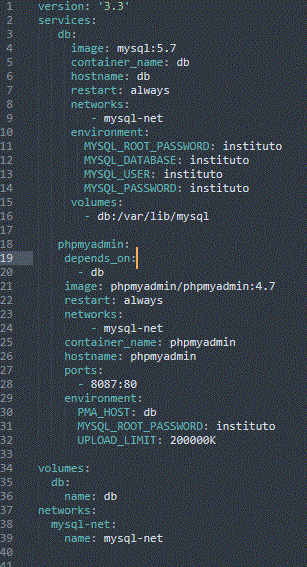 1 version: '3.3'
2 services:
3 db:
4 image: mysql:5.7
5 container_name: db
6 hostname: db
7 restart: always
8 networks:
9 - mysql-net
10 environment:
11 MYSQL_ROOT_PASSWORD: instituto
12 MYSQL_DATABASE: instituto
13 MYSQL_USER: instituto
14 MYSQL_PASSWORD: instituto
15 volumes:
16 - db:/var/lib/mysql
17
18 phpmyadmin:
19 depends_on:
20 - db
21 image: phpmyadmin/phpmyadmin:4.7
22 restart: always
23 networks:
24 - mysql-net
25 container_name: phpmyadmin
26 hostname: phpmyadmin
27 ports:
28 - 8087:80
29 environment:
30 PMA_HOST: db
31 MYSQL_ROOT_PASSWORD: instituto
32 UPLOAD_LIMIT: 200000K
33
34 volumes:
35 db:
36 name: db
37 networks:
38 mysql-net:
39 name: mysql-net
40
41